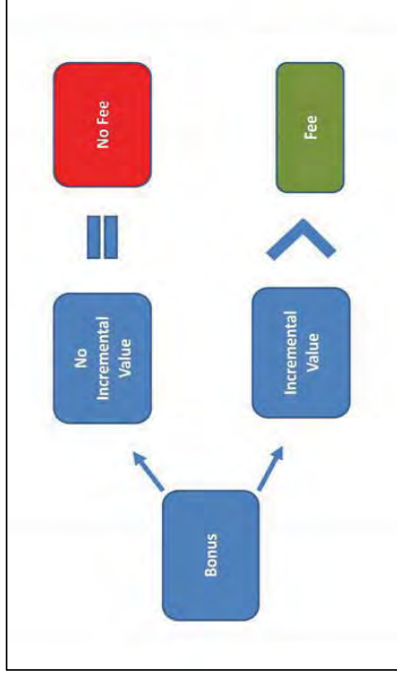 Bonus
No
Incremental
Value
No Fee
Incremental
Value
Fee